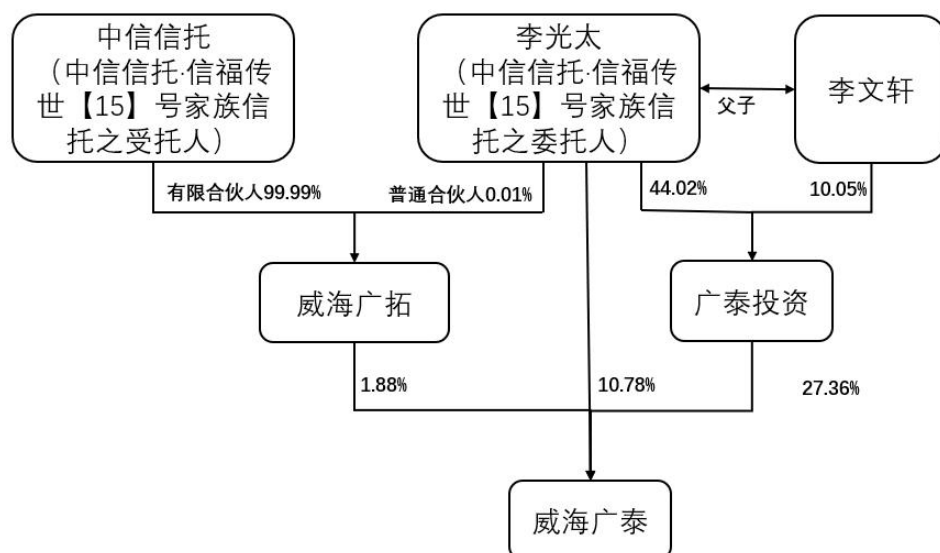 中信信托
（中信信托·信福传
世【15】号家族信
托之受托人）
李光太
（中信信托·信福传
世【15】号家族信
托之委托人）
父子
李文轩
有限合伙人99.99%
普通合伙人0.01%
44.02%
10.05%
威海广拓
广泰投资
1.88%
10.78%
27.36%
威海广泰